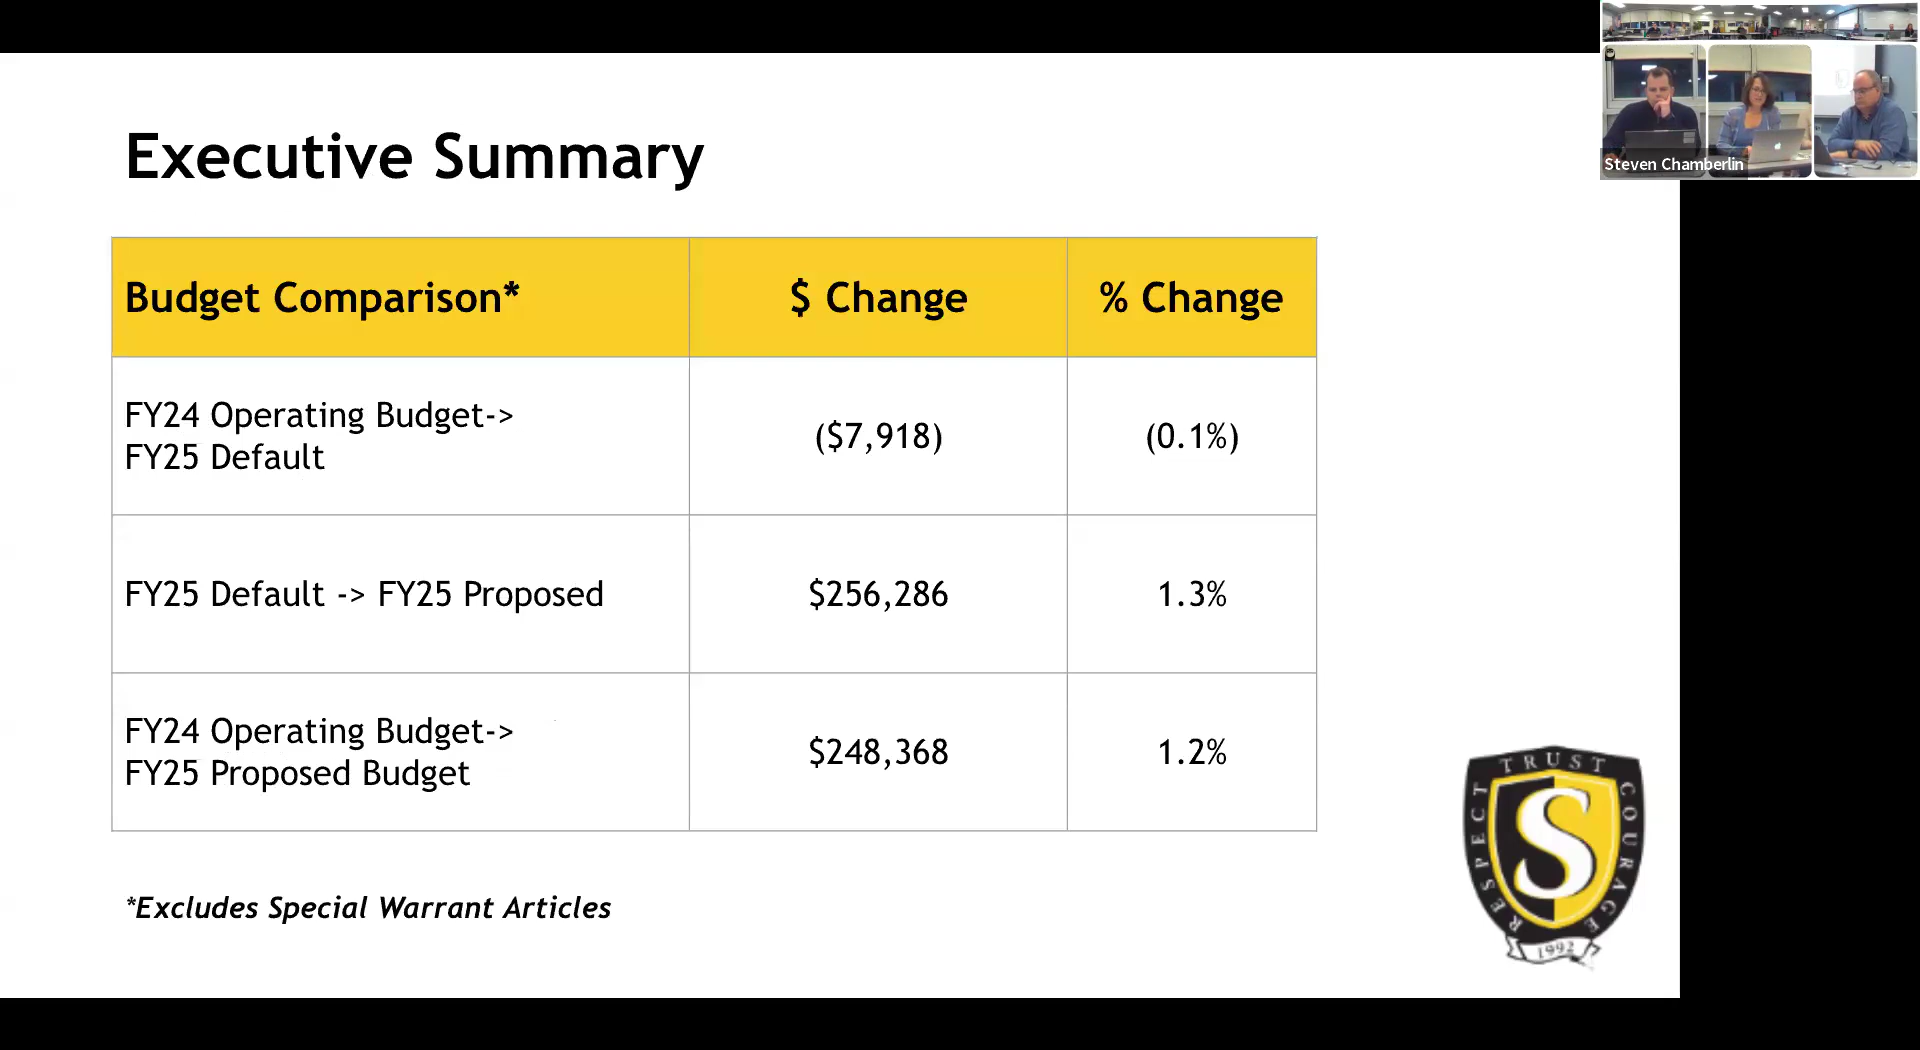 Steven Chamberlin
Executive Summary
Budget Comparison* $ Change % Change
FY24 Operating Budget->
FY25 Default
($7,918) (0.1%)
FY25 Default -> FY25 Proposed $256,286 1.3%
FY24 Operating Budget->
FY25 Proposed Budget
$248,368 1.2%
*Excludes Special Warrant Articles
RESPECT TRUST COURAGE
S
1992